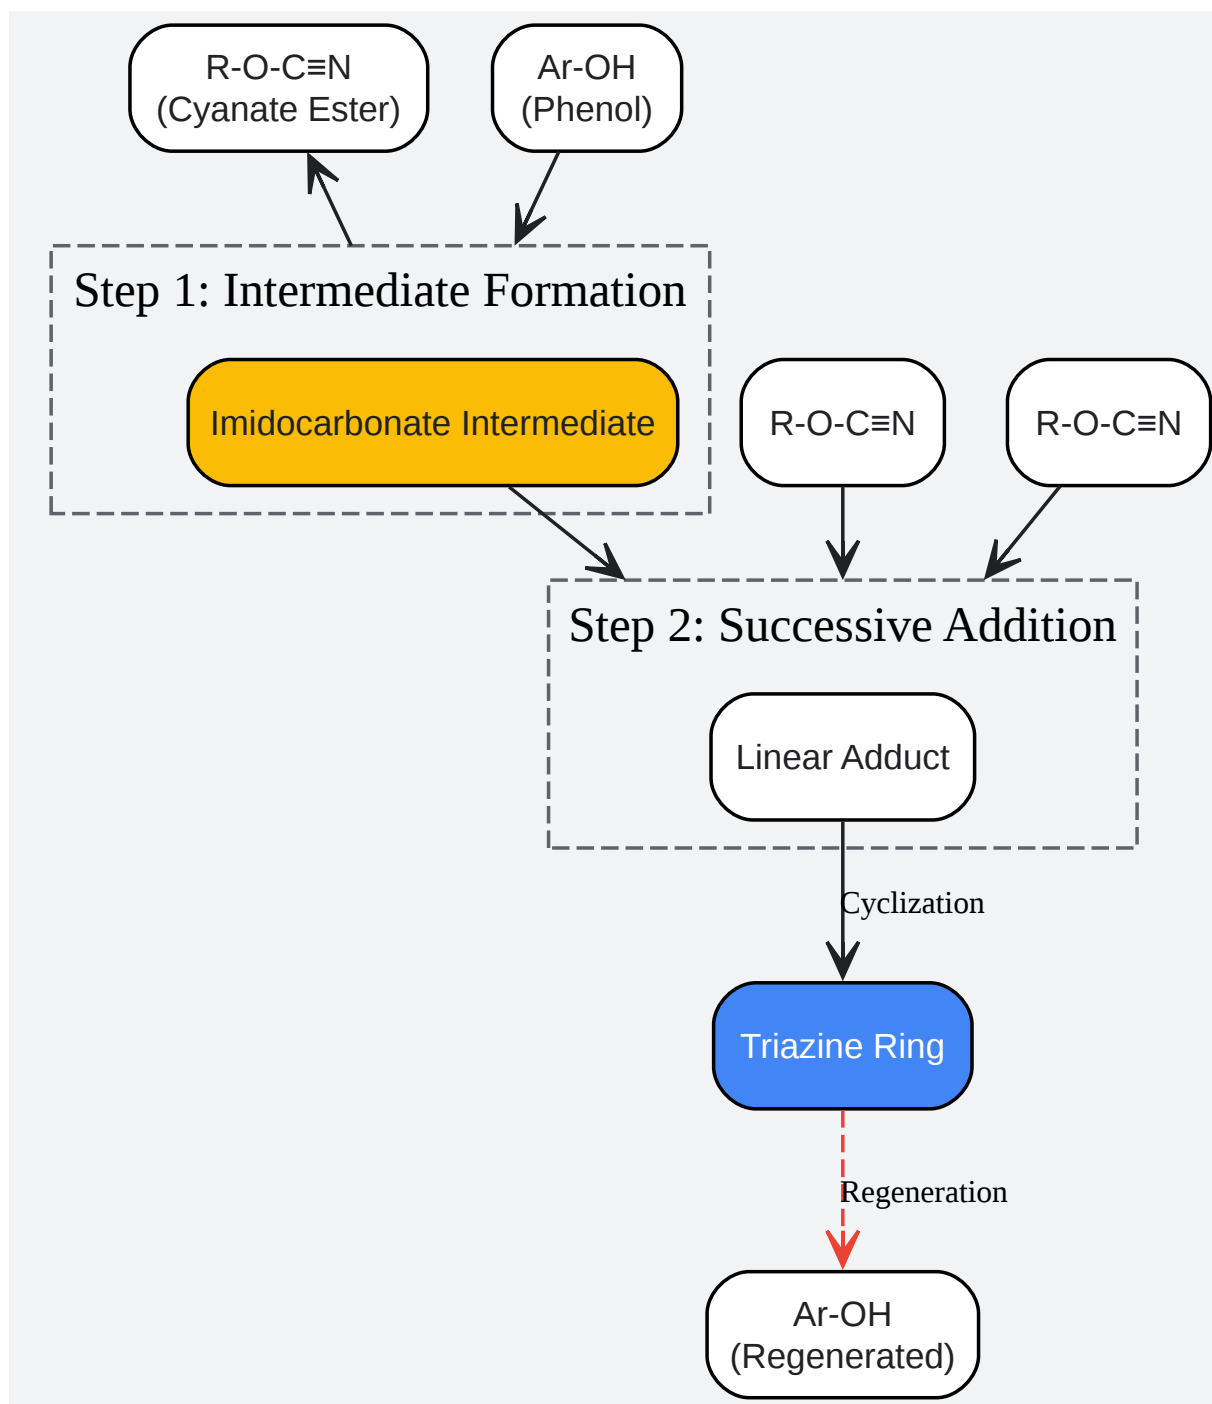 R-O-C≡N
(Cyanate Ester)
Ar-OH
(Phenol)
Step 1: Intermediate Formation
Imidocarbonate Intermediate
R-O-C≡N
R-O-C≡N
Step 2: Successive Addition
Linear Adduct
Cyclization
Triazine Ring
Regeneration
Ar-OH
(Regenerated)